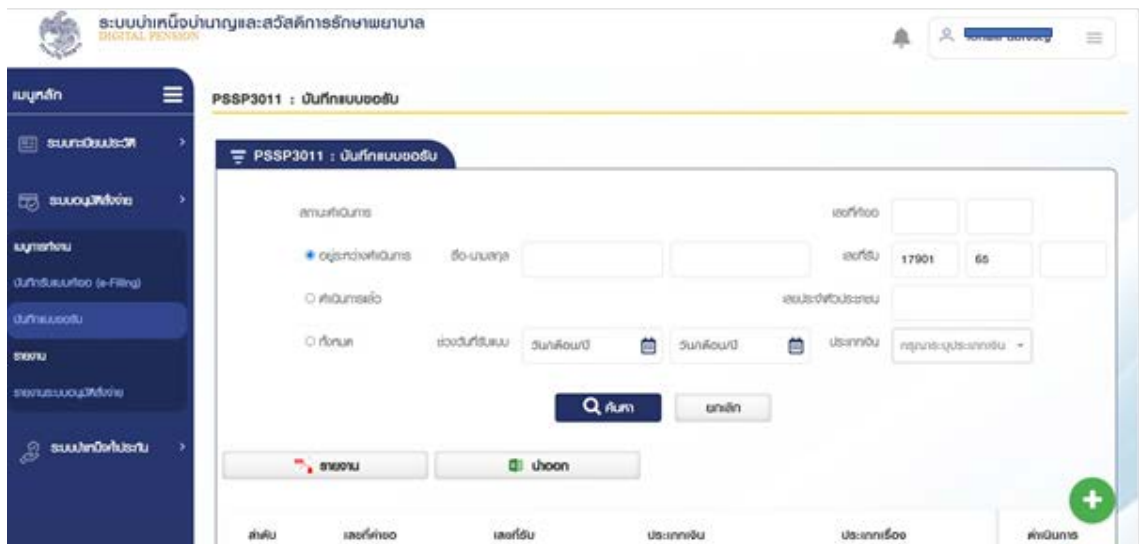 ระบบบำเหน็จบำนาญและสวัสดิการรักษาพยาบาล
DIGITAL PENSION
เมนูหลัก
PSSP3011 : บันทึกแบบขอรับ
ระบบทะเบียนประวัติ
PSSP3011 : บันทึกแบบขอรับ
ระบบอนุมัติสั่งจ่าย
สถานะดำเนินการ เลขที่คำขอ
เมนูการทำงาน
อยู่ระหว่างดำเนินการ ชื่อ-นามสกุล เลขที่รับ 17901 65
บันทึกรับแบบคำขอ (e-Filing)
ดำเนินการแล้ว เลขประจำตัวประชาชน
บันทึกแบบขอรับ
ทั้งหมด ช่วงวันที่รับแบบ วัน/เดือน/ปี วัน/เดือน/ปี ประเภทเงิน กรุณาระบุประเภทเงิน
รายงาน
รายงานระบบอนุมัติสั่งจ่าย
ค้นหา ยกเลิก
ระบบบำเหน็จค้ำประกัน
รายงาน นำออก
ลำดับ เลขที่คำขอ เลขที่รับ ประเภทเงิน ประเภทเรื่อง ดำเนินการ